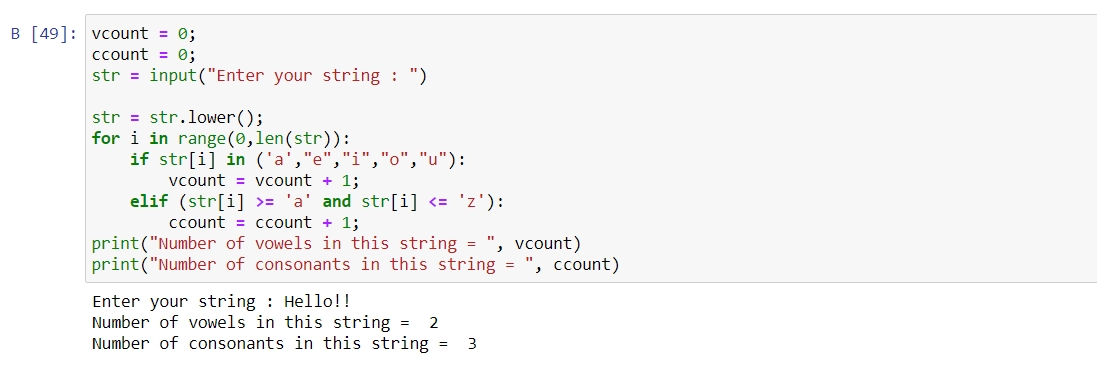 B [49]: vcount = 0;
ccount = 0;
str = input("Enter your string : ")
str = str.lower();
for i in range(0,len(str)):
    if str[i] in ('a',"e","i","o","u"):
        vcount = vcount + 1;
    elif (str[i] >= 'a' and str[i] <= 'z'):
        ccount = ccount + 1;
print("Number of vowels in this string = ", vcount)
print("Number of consonants in this string = ", ccount)
Enter your string : Hello!!
Number of vowels in this string =  2
Number of consonants in this string =  3